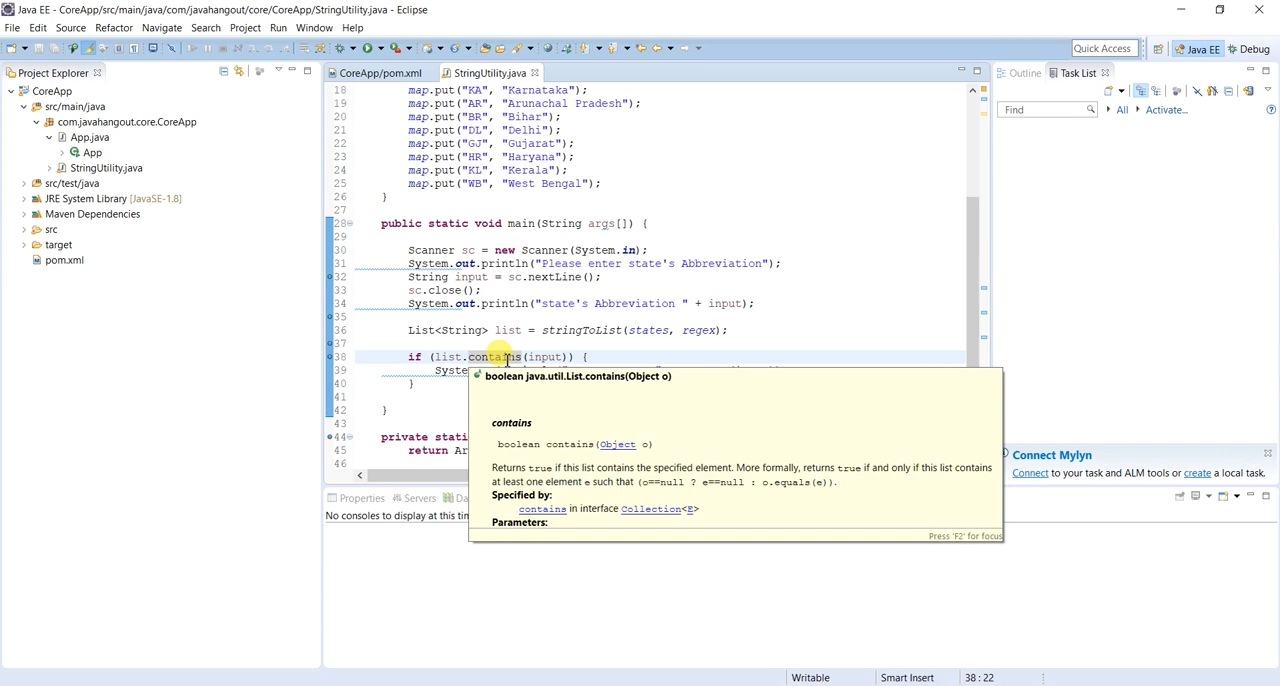 Java EE - CoreApp/src/main/java/com/javahangout/core/CoreApp/StringUtility.java - Eclipse
File Edit Source Refactor Navigate Search Project Run Window Help
Quick Access Java EE Debug
Project Explorer
CoreApp
src/main/java
com.javahangout.core.CoreApp
App.java
App
StringUtility.java
src/test/java
JRE System Library [JavaSE-1.8]
Maven Dependencies
src
target
pom.xml
CoreApp/pom.xml StringUtility.java
18 map.put("KA", "Karnataka");
19 map.put("AR", "Arunachal Pradesh");
20 map.put("BR", "Bihar");
21 map.put("DL", "Delhi");
22 map.put("GJ", "Gujarat");
23 map.put("HR", "Haryana");
24 map.put("KL", "Kerala");
25 map.put("WB", "West Bengal");
26 }
27
28 public static void main(String args[]) {
29
30 Scanner sc = new Scanner(System.in);
31 System.out.println("Please enter state's Abbreviation");
32 String input = sc.nextLine();
33 sc.close();
34 System.out.println("state's Abbreviation " + input);
35
36 List<String> list = stringToList(states, regex);
37
38 if (list.contains(input)) {
39 Syste
40 }
41
42 }
43
44 private stati
45 return Ar
46
boolean java.util.List.contains(Object o)
contains
boolean contains(Object o)
Returns true if this list contains the specified element. More formally, returns true if and only if this list contains
at least one element e such that (o==null ? e==null : o.equals(e)).
Specified by:
contains in interface Collection<E>
Parameters:
Press 'F2' for focus
Properties Servers Da
No consoles to display at this tim
Outline Task List
Find All Activate...
Connect Mylyn
Connect to your task and ALM tools or create a local task.
Writable Smart Insert 38 : 22